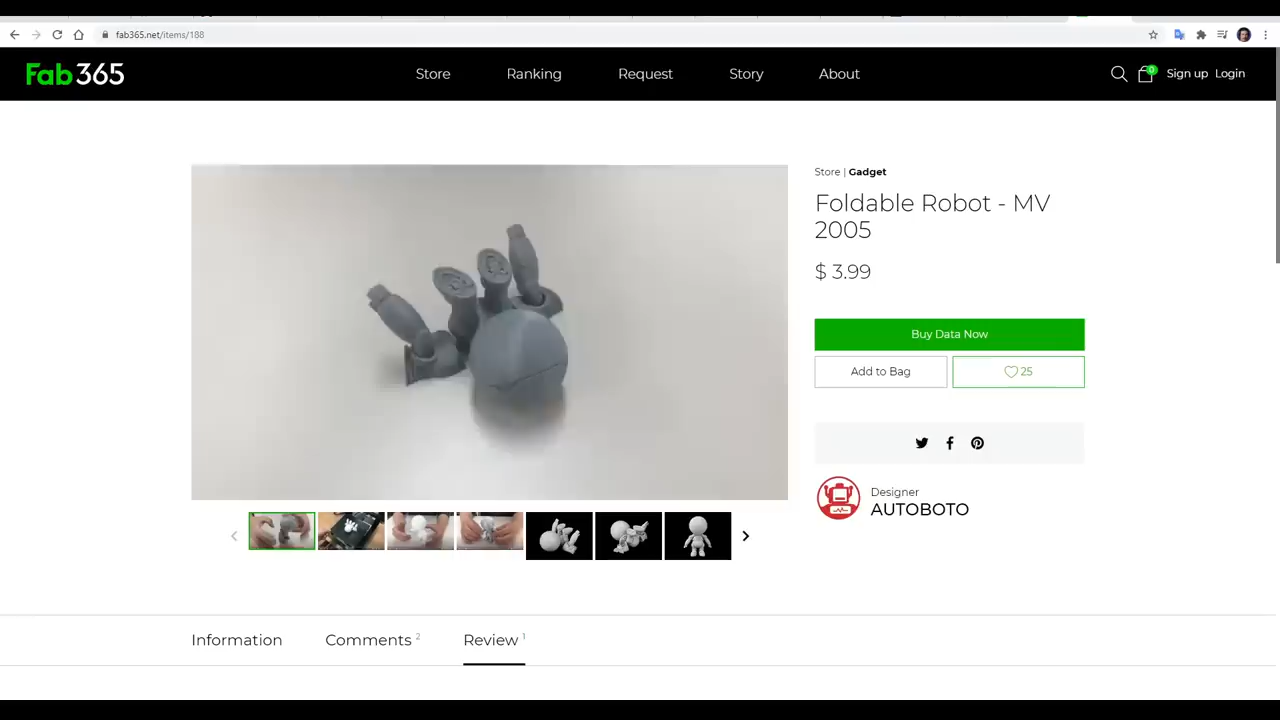 fab365.net/items/188
Fab365
Store
Ranking
Request
Story
About
0
Sign up
Login
Store | Gadget
Foldable Robot - MV
2005
$ 3.99
Buy Data Now
Add to Bag
25
Designer
AUTOBOTO
Information
Comments 2
Review 1